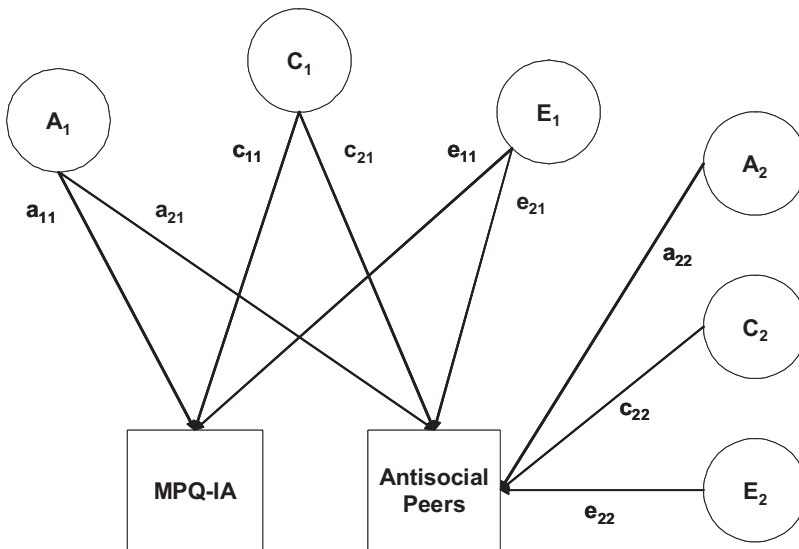 C₁
E₁
A₁
A₂
c₁₁
c₂₁
e₁₁
e₂₁
a₁₁
a₂₁
a₂₂
C₂
c₂₂
MPQ-IA
Antisocial
Peers
E₂
e₂₂